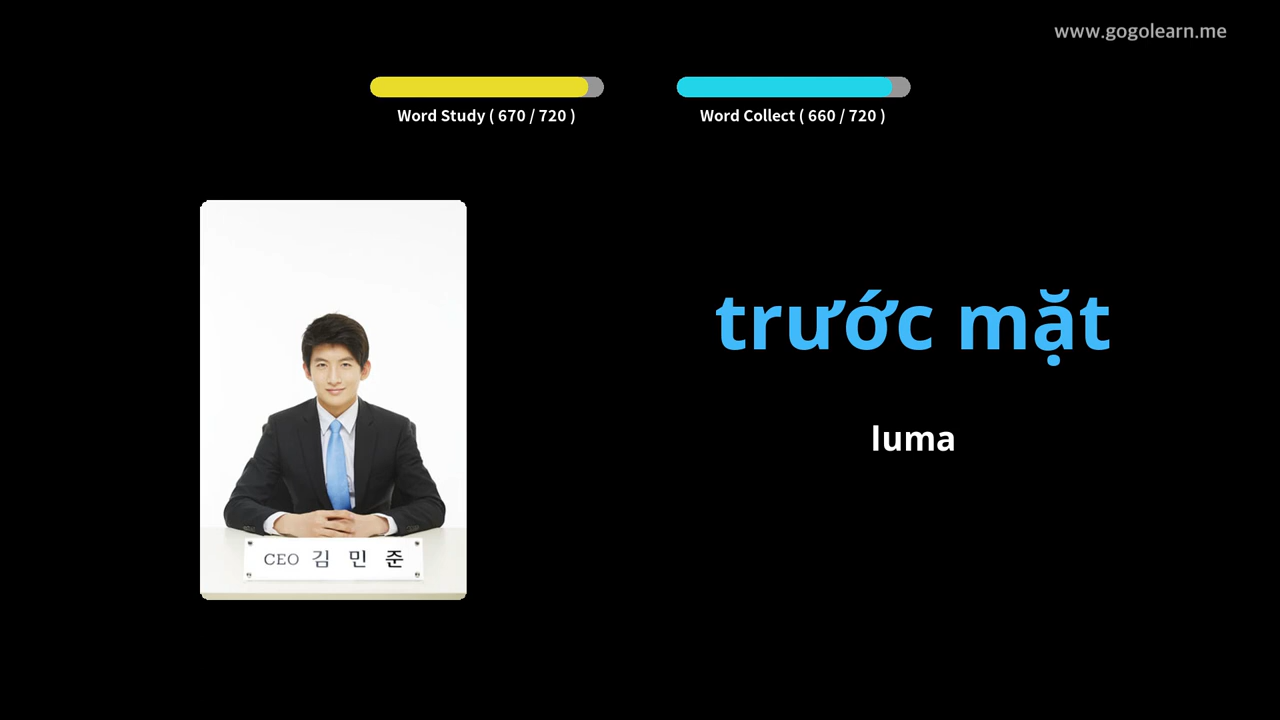 www.gogolearn.me
Word Study ( 670 / 720 )
Word Collect ( 660 / 720 )
trước mặt
luma
CEO 김 민 준